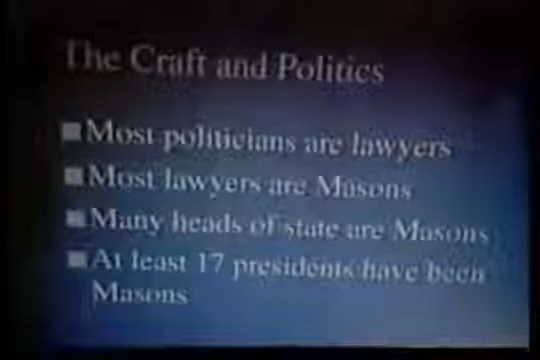 The Craft and Politics
Most politicians are lawyers
Most lawyers are Masons
Many heads of state are Masons
At least 17 presidents have been
Masons